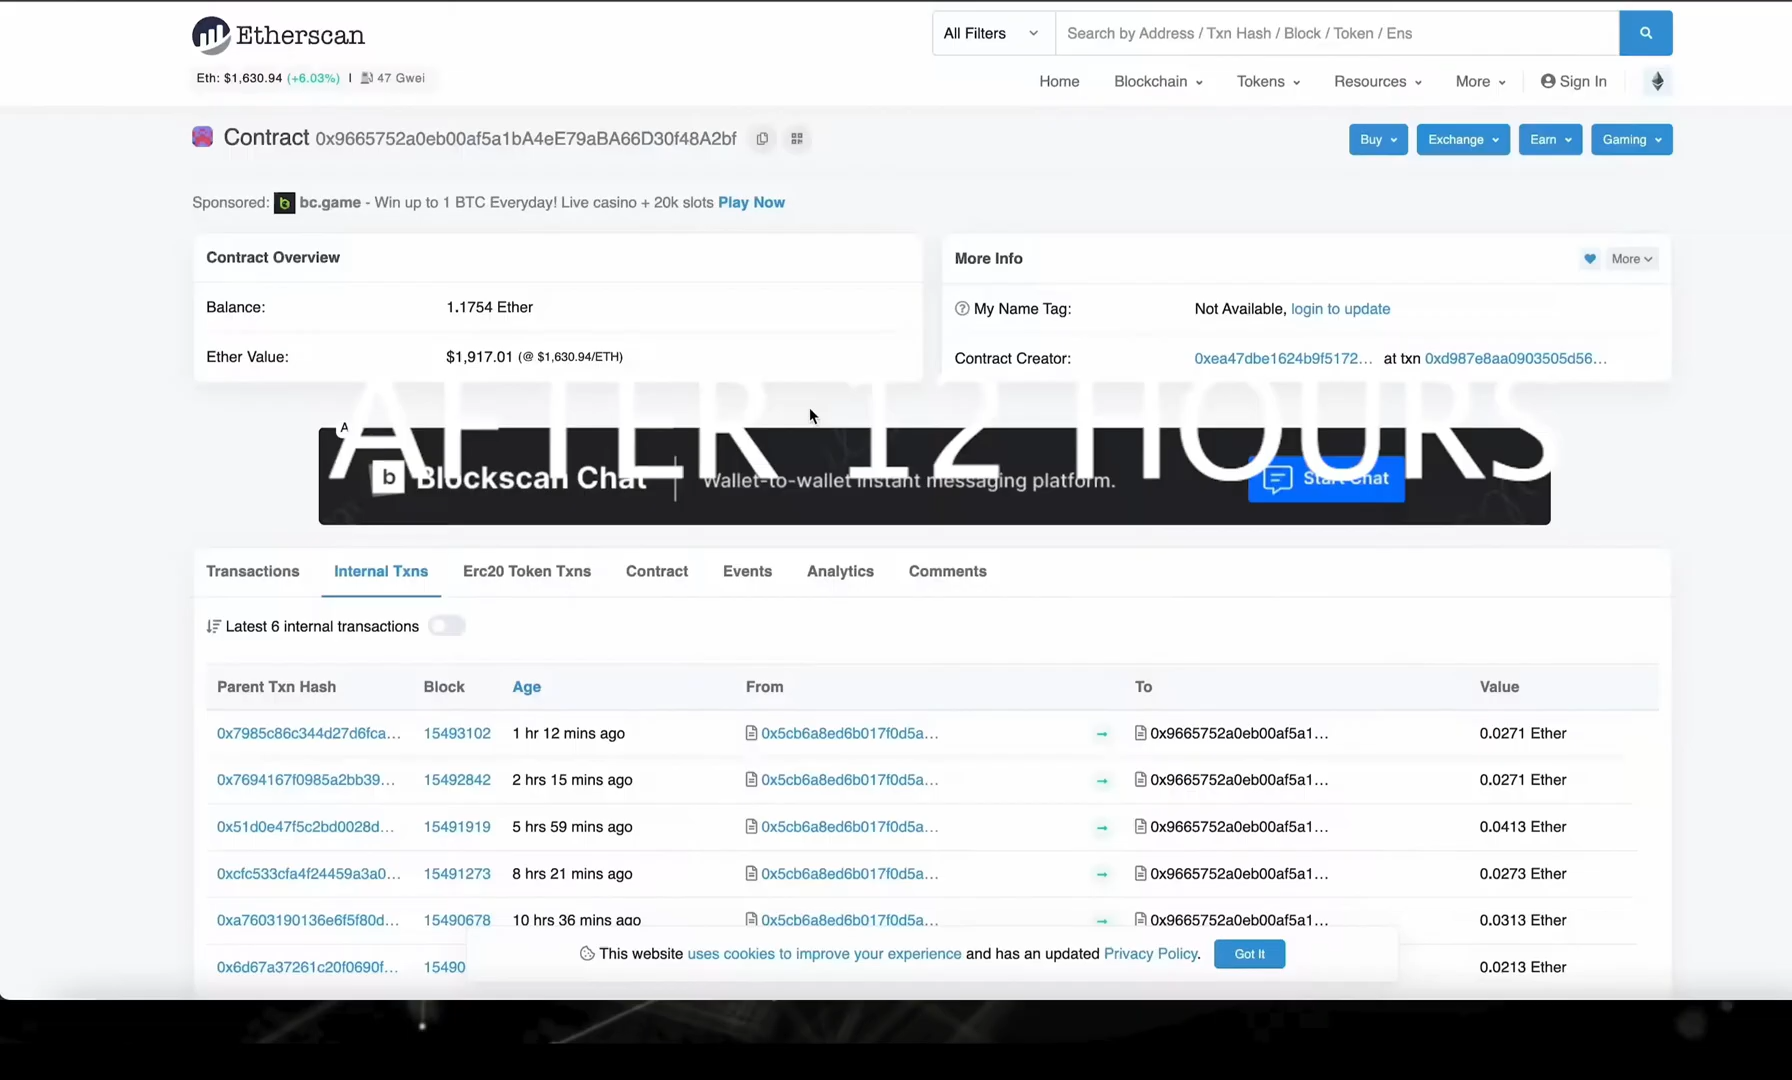 Etherscan
All Filters
Search by Address / Txn Hash / Block / Token / Ens
Eth: $1,630.94 (+6.03%) | 47 Gwei
Home Blockchain Tokens Resources More Sign In
Contract 0x9665752a0eb00af5a1bA4eE79aBA66D30f48A2bf
Buy Exchange Earn Gaming
Sponsored: bc.game - Win up to 1 BTC Everyday! Live casino + 20k slots Play Now
Contract Overview
Balance: 1.1754 Ether
Ether Value: $1,917.01 (@ $1,630.94/ETH)
More Info
More
My Name Tag: Not Available, login to update
Contract Creator: 0xea47dbe1624b9f5172... at txn 0xd987e8aa0903505d56...
AFTER 12 HOURS
Blockscan Chat Wallet-to-wallet instant messaging platform. Start Chat
Transactions Internal Txns Erc20 Token Txns Contract Events Analytics Comments
Latest 6 internal transactions
Parent Txn Hash Block Age From To Value
0x7985c86c344d27d6fca... 15493102 1 hr 12 mins ago 0x5cb6a8ed6b017f0d5a... 0x9665752a0eb00af5a1... 0.0271 Ether
0x7694167f0985a2bb39... 15492842 2 hrs 15 mins ago 0x5cb6a8ed6b017f0d5a... 0x9665752a0eb00af5a1... 0.0271 Ether
0x51d0e47f5c2bd0028d... 15491919 5 hrs 59 mins ago 0x5cb6a8ed6b017f0d5a... 0x9665752a0eb00af5a1... 0.0413 Ether
0xcfc533cfa4f24459a3a0... 15491273 8 hrs 21 mins ago 0x5cb6a8ed6b017f0d5a... 0x9665752a0eb00af5a1... 0.0273 Ether
0xa7603190136e6f5f80d... 15490678 10 hrs 36 mins ago 0x5cb6a8ed6b017f0d5a... 0x9665752a0eb00af5a1... 0.0313 Ether
0x6d67a37261c20f0690f... 15490 0.0213 Ether
This website uses cookies to improve your experience and has an updated Privacy Policy. Got It